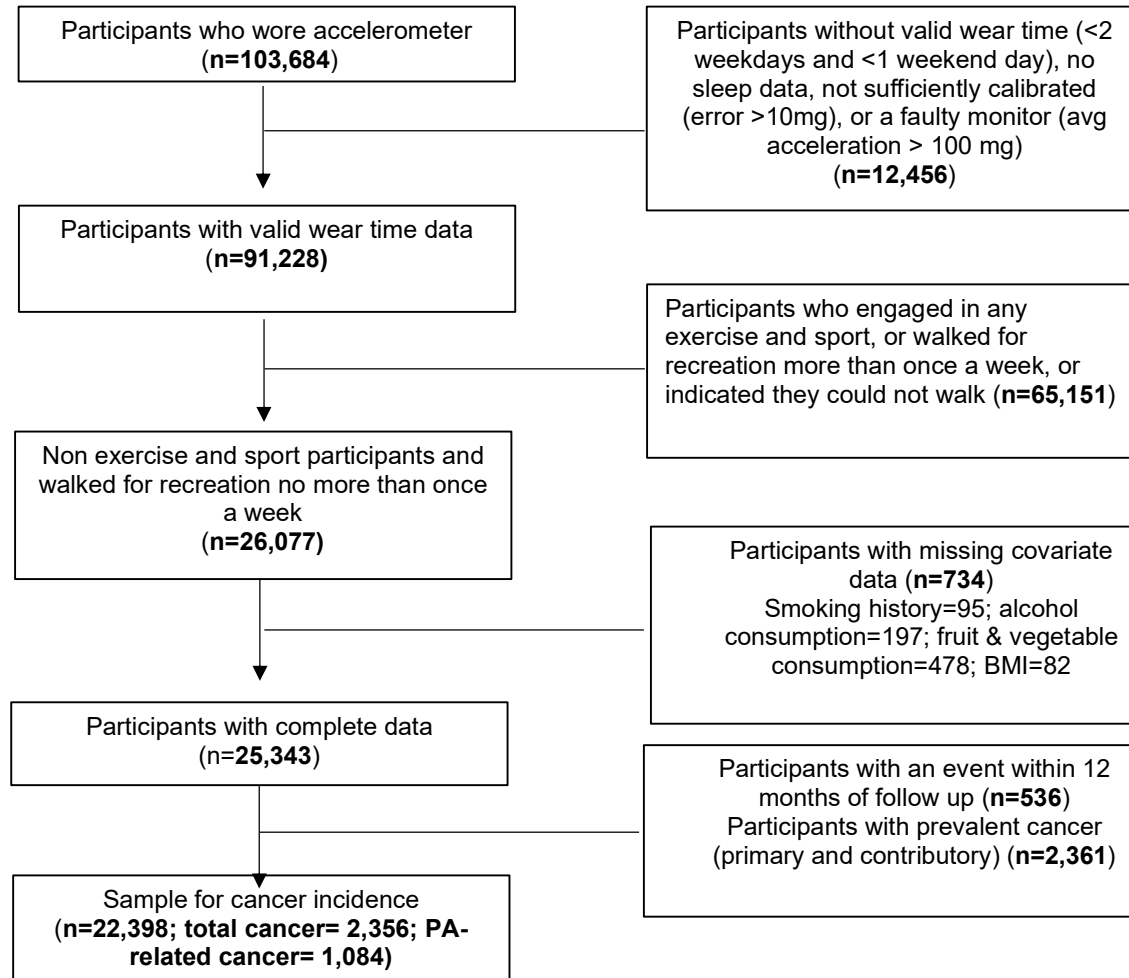 Participants who wore accelerometer
(n=103,684)
Participants without valid wear time (<2
weekdays and <1 weekend day), no
sleep data, not sufficiently calibrated
(error >10mg), or a faulty monitor (avg
acceleration > 100 mg)
(n=12,456)
Participants with valid wear time data
(n=91,228)
Participants who engaged in any
exercise and sport, or walked for
recreation more than once a week, or
indicated they could not walk (n=65,151)
Non exercise and sport participants and
walked for recreation no more than once
a week
(n=26,077)
Participants with missing covariate
data (n=734)
Smoking history=95; alcohol
consumption=197; fruit & vegetable
consumption=478; BMI=82
Participants with complete data
(n=25,343)
Participants with an event within 12
months of follow up (n=536)
Participants with prevalent cancer
(primary and contributory) (n=2,361)
Sample for cancer incidence
(n=22,398; total cancer= 2,356; PA-
related cancer= 1,084)